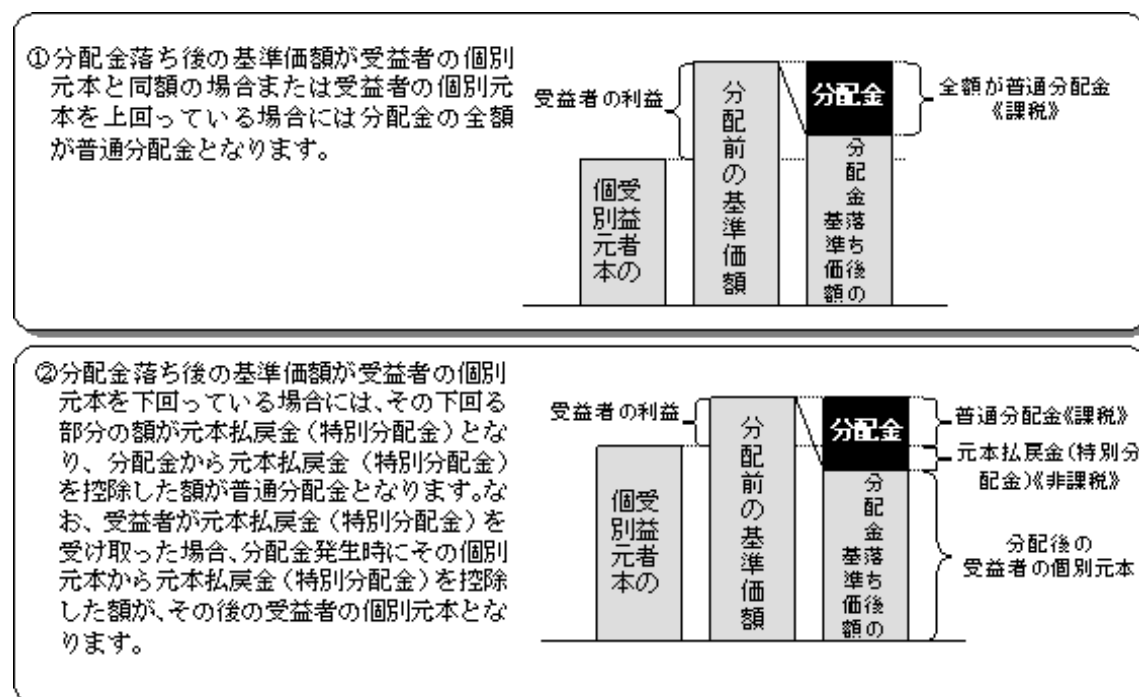 ①分配金落ち後の基準価額が受益者の個別
元本と同額の場合または受益者の個別元
本を上回っている場合には分配金の全額
が普通分配金となります。
受益者の利益
受益者の
個別元本
分配前の基準価額
分配金
分配金落ち後の
基準価額
全額が普通分配金
《課税》
②分配金落ち後の基準価額が受益者の個別
元本を下回っている場合には、その下回る
部分の額が元本払戻金(特別分配金)とな
り、分配金から元本払戻金(特別分配金)
を控除した額が普通分配金となります。な
お、受益者が元本払戻金(特別分配金)を
受け取った場合、分配金発生時にその個別
元本から元本払戻金(特別分配金)を控除
した額が、その後の受益者の個別元本とな
ります。
受益者の利益
受益者の
個別元本
分配前の基準価額
分配金
分配金落ち後の
基準価額
普通分配金《課税》
元本払戻金(特別分
配金)《非課税》
分配後の
受益者の個別元本